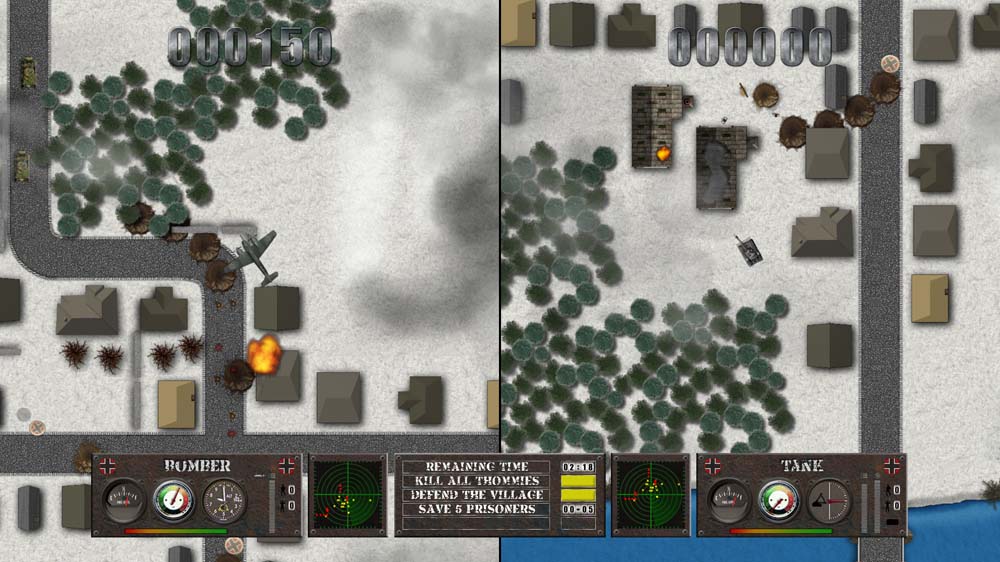 000150
000000
BOMBER
REMAINING TIME 02:18
KILL ALL THOMMIES
DEFEND THE VILLAGE
SAVE 5 PRISONERS 00-05
TANK
0
0
0
0